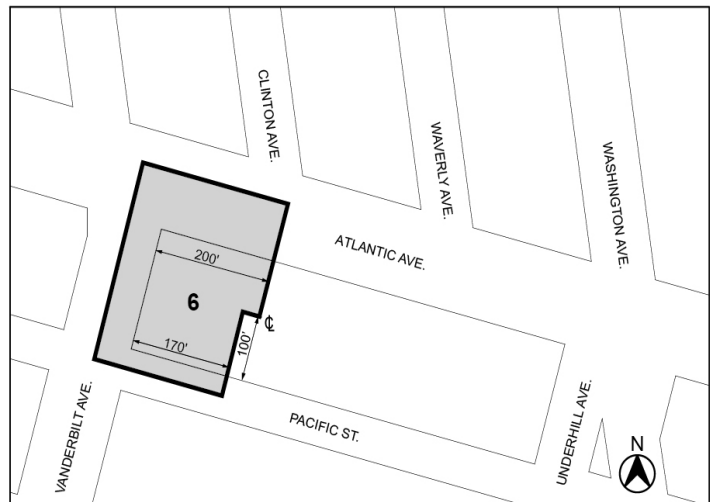 CLINTON AVE.
WAVERLY AVE.
WASHINGTON AVE.
ATLANTIC AVE.
200'
6
℄
170'
100'
PACIFIC ST.
VANDERBILT AVE.
UNDERHILL AVE.
N